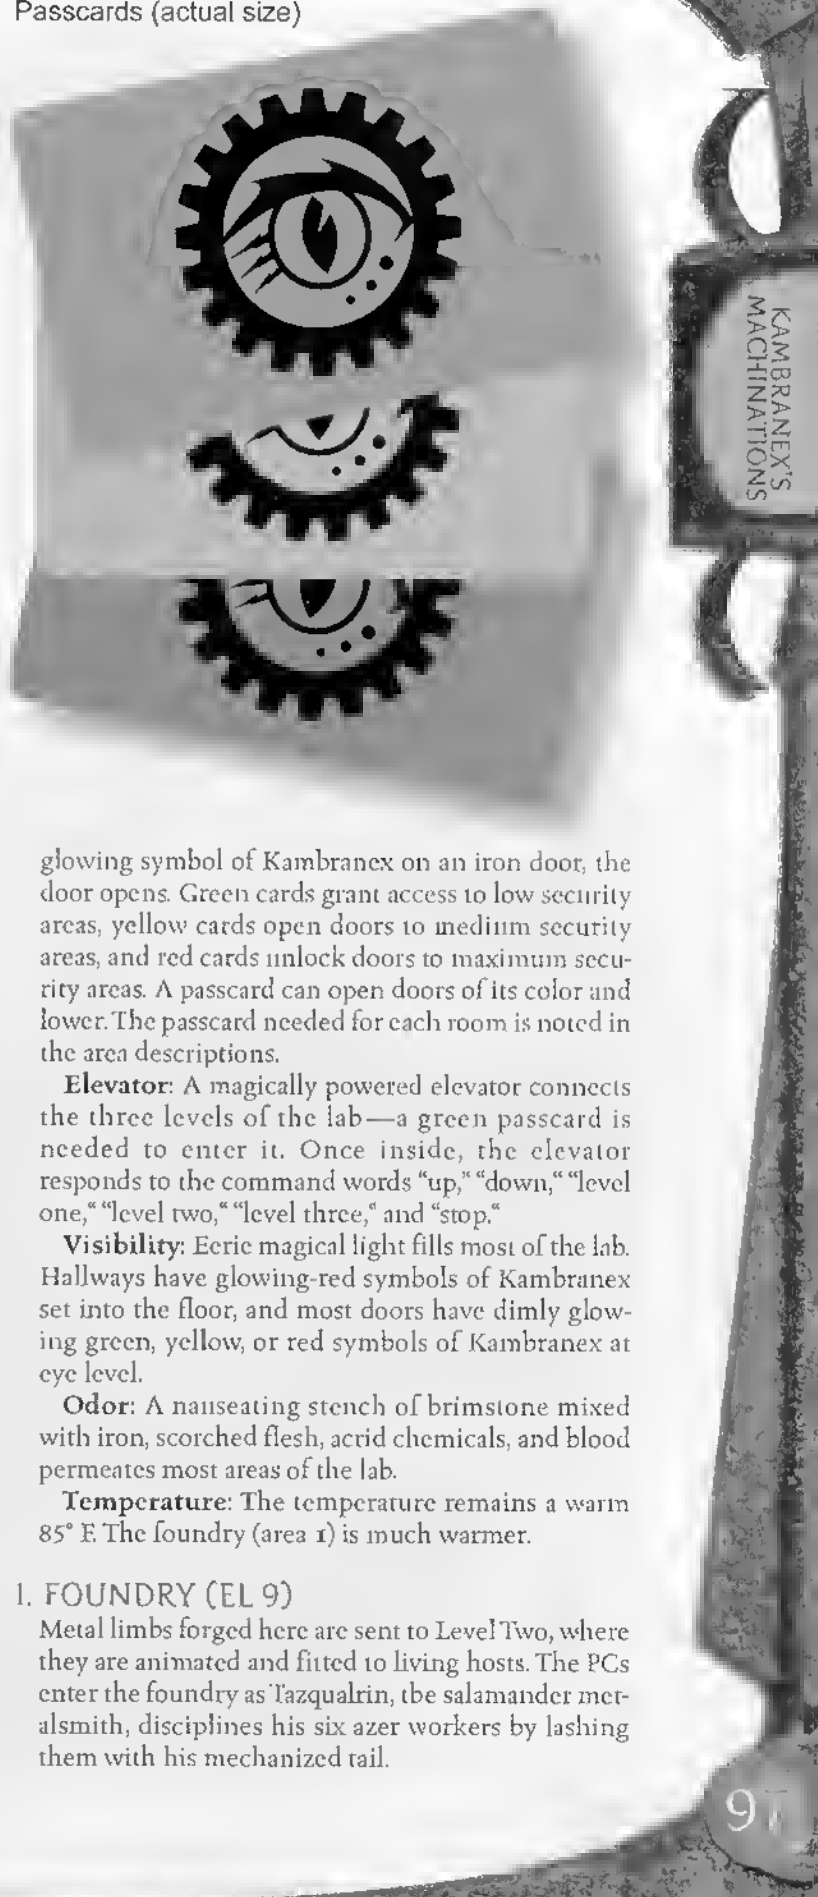 Passcards (actual size)
KAMBRANEX'S
MACHINATIONS
glowing symbol of Kambranex on an iron door, the
door opens. Green cards grant access to low security
areas, yellow cards open doors to medium security
areas, and red cards unlock doors to maximum secu-
rity areas. A passcard can open doors of its color and
lower. The passcard needed for each room is noted in
the area descriptions.
Elevator: A magically powered elevator connects
the three levels of the lab—a green passcard is
needed to enter it. Once inside, the elevator
responds to the command words “up,” “down,“ “level
one,“ “level two,“ “level three,“ and “stop.“
Visibility: Eerie magical light fills most of the lab.
Hallways have glowing-red symbols of Kambranex
set into the floor, and most doors have dimly glow-
ing green, yellow, or red symbols of Kambranex at
eye level.
Odor: A nauseating stench of brimstone mixed
with iron, scorched flesh, acrid chemicals, and blood
permeates most areas of the lab.
Temperature: The temperature remains a warm
85° F. The foundry (area 1) is much warmer.
1. FOUNDRY (EL 9)
Metal limbs forged here are sent to Level Two, where
they are animated and fitted to living hosts. The PCs
enter the foundry as Tazqualrin, the salamander met-
alsmith, disciplines his six azer workers by lashing
them with his mechanized tail.